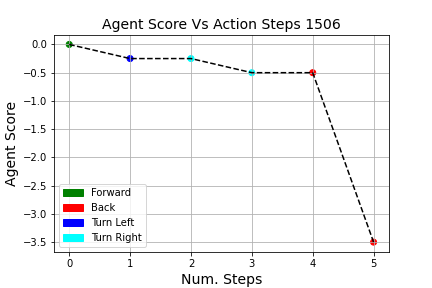 Agent Score Vs Action Steps 1506
Agent Score
0.0
−0.5
−1.0
−1.5
−2.0
−2.5
−3.0
−3.5
Forward
Back
Turn Left
Turn Right
0 1 2 3 4 5
Num. Steps